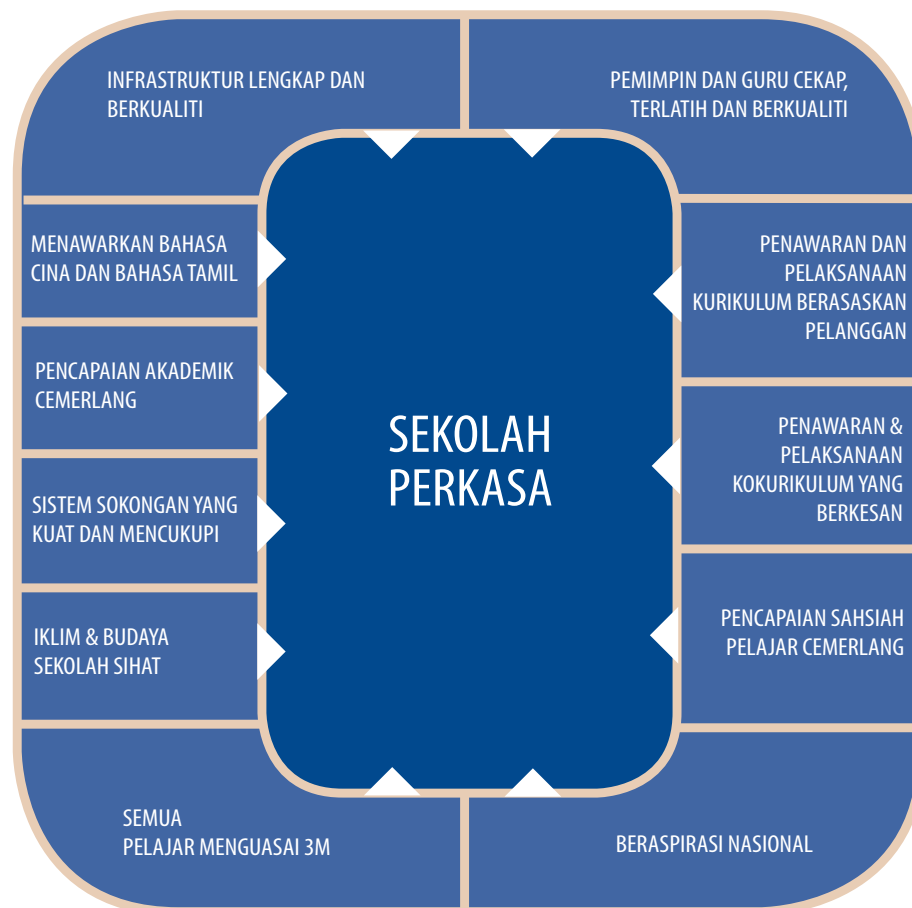 INFRASTRUKTUR LENGKAP DAN
BERKUALITI
PEMIMPIN DAN GURU CEKAP,
TERLATIH DAN BERKUALITI
MENAWARKAN BAHASA
CINA DAN BAHASA TAMIL
PENCAPAIAN AKADEMIK
CEMERLANG
SISTEM SOKONGAN YANG
KUAT DAN MENCUKUPI
IKLIM & BUDAYA
SEKOLAH SIHAT
SEKOLAH
PERKASA
PENAWARAN DAN
PELAKSANAAN
KURIKULUM BERASASKAN
PELANGGAN
PENAWARAN &
PELAKSANAAN
KOKURIKULUM YANG
BERKESAN
PENCAPAIAN SAHSIAH
PELAJAR CEMERLANG
SEMUA
PELAJAR MENGUASAI 3M
BERASPIRASI NASIONAL